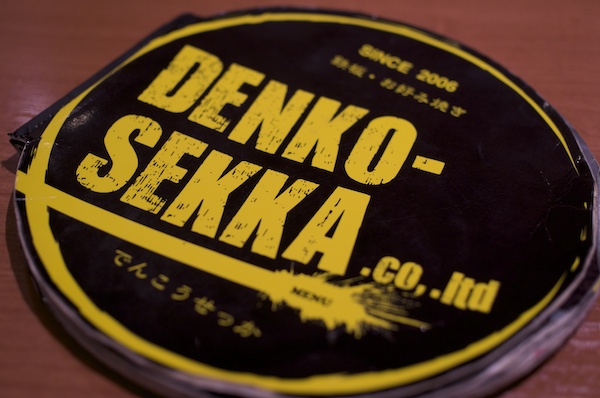 SINCE 2006
鉄板・お好み焼き
DENKO-
SEKKA
.co,.ltd
MENU
でんこうせっか